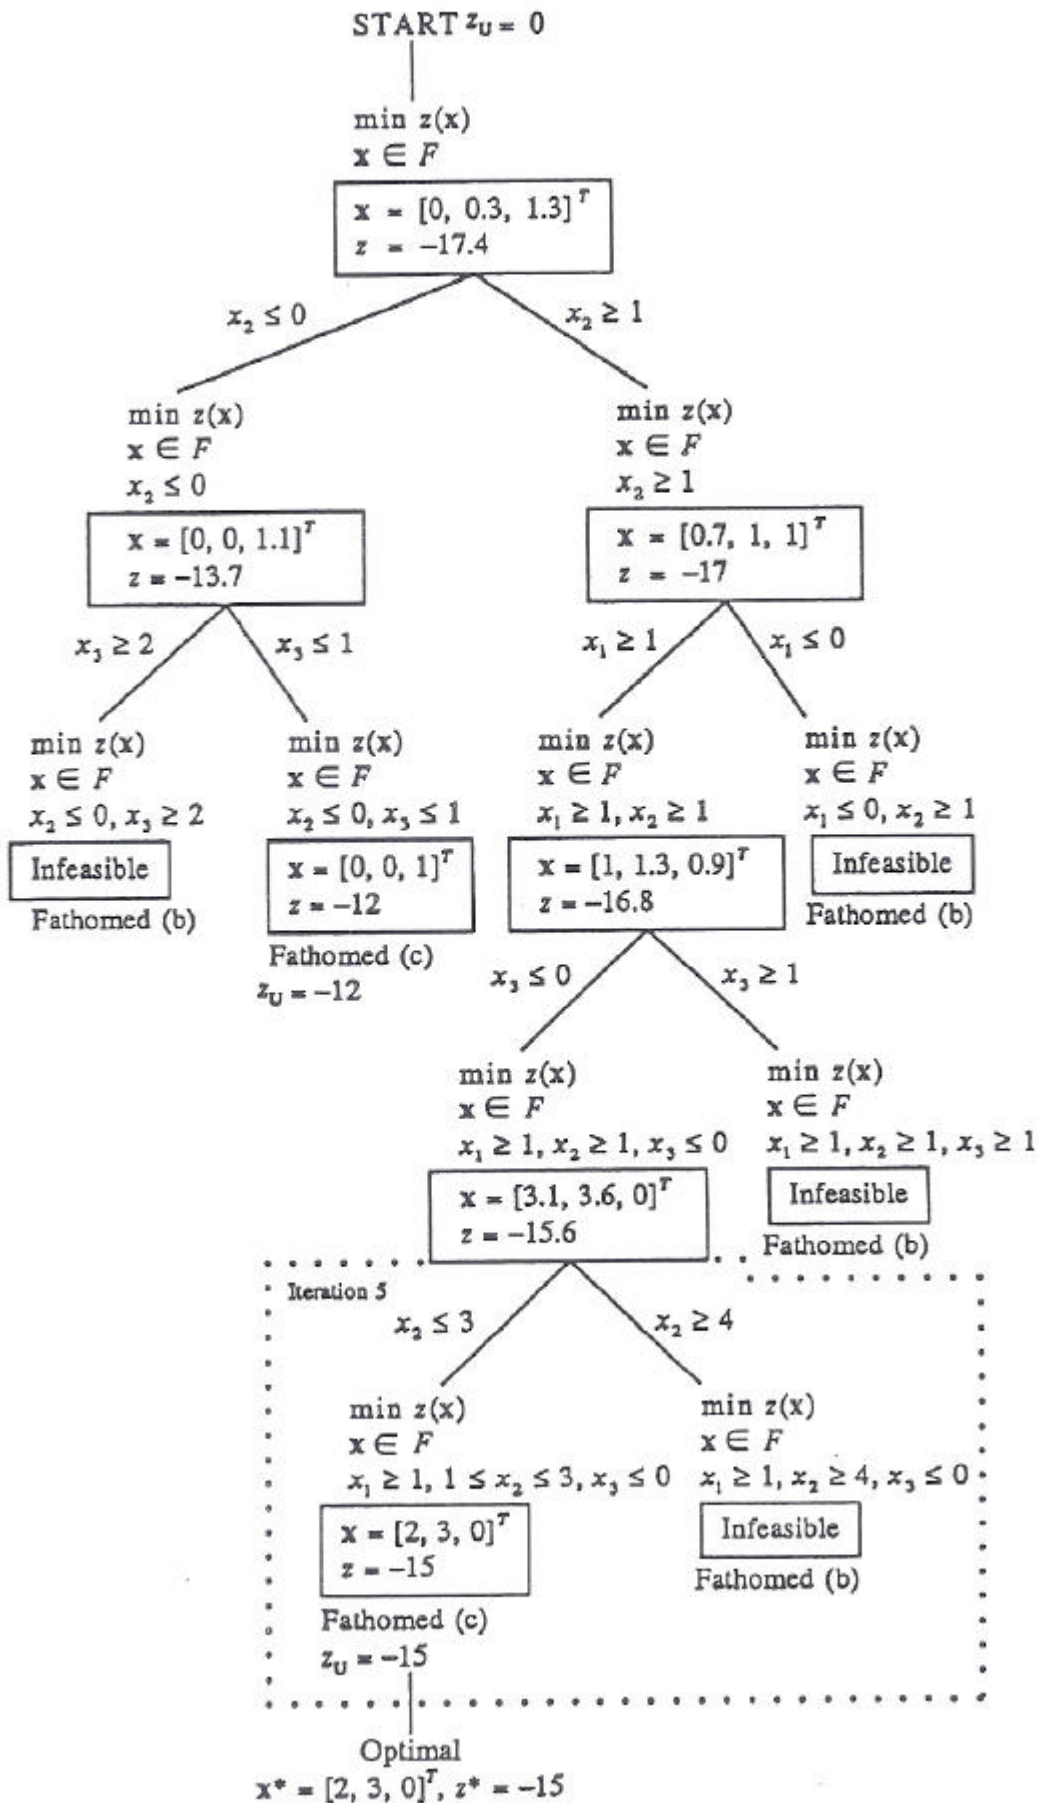 START z_U = 0
min z(x)
x ∈ F
x = [0, 0.3, 1.3]^T
z = −17.4
x₂ ≤ 0
x₂ ≥ 1
min z(x)
x ∈ F
x₂ ≤ 0
x = [0, 0, 1.1]^T
z = −13.7
min z(x)
x ∈ F
x₂ ≥ 1
x = [0.7, 1, 1]^T
z = −17
x₃ ≥ 2
x₃ ≤ 1
x₁ ≥ 1
x₁ ≤ 0
min z(x)
x ∈ F
x₂ ≤ 0, x₃ ≥ 2
Infeasible
Fathomed (b)
min z(x)
x ∈ F
x₂ ≤ 0, x₃ ≤ 1
x = [0, 0, 1]^T
z = −12
Fathomed (c)
z_U = −12
min z(x)
x ∈ F
x₁ ≥ 1, x₂ ≥ 1
x = [1, 1.3, 0.9]^T
z = −16.8
min z(x)
x ∈ F
x₁ ≤ 0, x₂ ≥ 1
Infeasible
Fathomed (b)
x₃ ≤ 0
x₃ ≥ 1
min z(x)
x ∈ F
x₁ ≥ 1, x₂ ≥ 1, x₃ ≤ 0
x = [3.1, 3.6, 0]^T
z = −15.6
min z(x)
x ∈ F
x₁ ≥ 1, x₂ ≥ 1, x₃ ≥ 1
Infeasible
Fathomed (b)
Iteration 5
x₂ ≤ 3
x₂ ≥ 4
min z(x)
x ∈ F
x₁ ≥ 1, 1 ≤ x₂ ≤ 3, x₃ ≤ 0
x = [2, 3, 0]^T
z = −15
Fathomed (c)
z_U = −15
min z(x)
x ∈ F
x₁ ≥ 1, x₂ ≥ 4, x₃ ≤ 0
Infeasible
Fathomed (b)
Optimal
x* = [2, 3, 0]^T, z* = −15